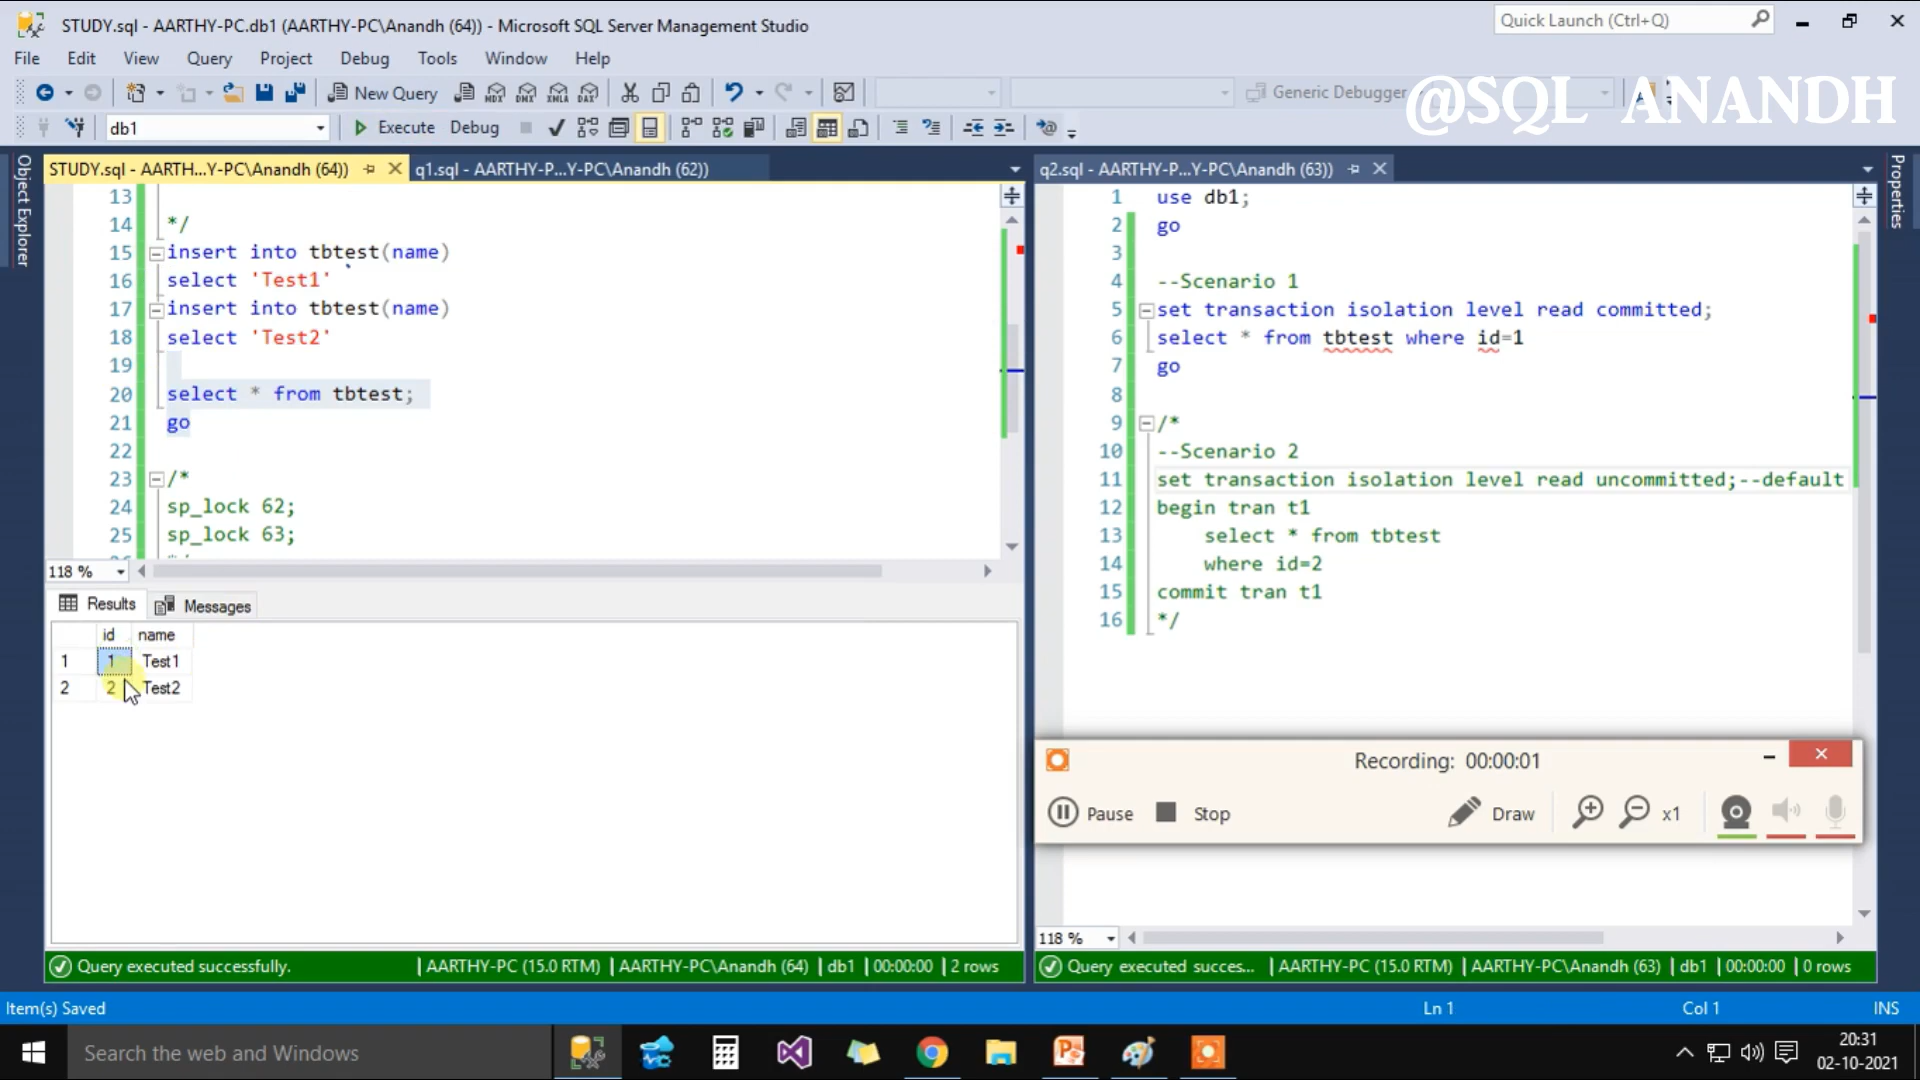 STUDY.sql - AARTHY-PC.db1 (AARTHY-PC\Anandh (64)) - Microsoft SQL Server Management Studio
Quick Launch (Ctrl+Q)
File Edit View Query Project Debug Tools Window Help
New Query
Generic Debugger
@SQL ANANDH
db1
Execute Debug
Object Explorer
STUDY.sql - AARTH...Y-PC\Anandh (64))
q1.sql - AARTHY-P...Y-PC\Anandh (62))
13
14 */
15 insert into tbtest(name)
16 select 'Test1'
17 insert into tbtest(name)
18 select 'Test2'
19
20 select * from tbtest;
21 go
22
23 /*
24 sp_lock 62;
25 sp_lock 63;
118 %
Results Messages
id name
1 1 Test1
2 2 Test2
Query executed successfully. AARTHY-PC (15.0 RTM) AARTHY-PC\Anandh (64) db1 00:00:00 2 rows
q2.sql - AARTHY-P...Y-PC\Anandh (63))
Properties
1 use db1;
2 go
3
4 --Scenario 1
5 set transaction isolation level read committed;
6 select * from tbtest where id=1
7 go
8
9 /*
10 --Scenario 2
11 set transaction isolation level read uncommitted;--default
12 begin tran t1
13 select * from tbtest
14 where id=2
15 commit tran t1
16 */
Recording: 00:00:01
Pause Stop Draw x1
118 %
Query executed succes... AARTHY-PC (15.0 RTM) AARTHY-PC\Anandh (63) db1 00:00:00 0 rows
Item(s) Saved Ln 1 Col 1 INS
Search the web and Windows
20:31
02-10-2021